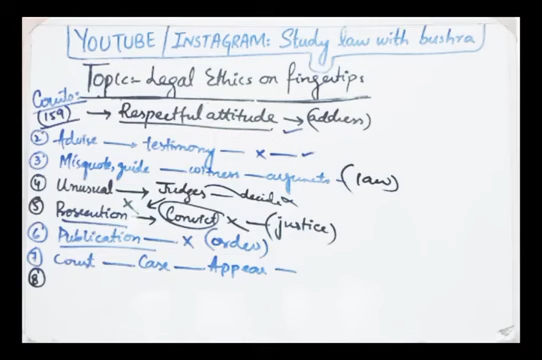 YOUTUBE/INSTAGRAM: Study law with bushra
Topic:- Legal Ethics on fingertips
Courts:-
(159) → Respectful attitude → (address)
② Advise → testimony — x — ✓
③ Misquote, guide — witness — arguments - (law)
④ Unusual → Judges — decide x
⑤ Prosecution → Convict x — (justice)
⑥ Publication — x (order)
⑦ Court — Case — Appear —
⑧